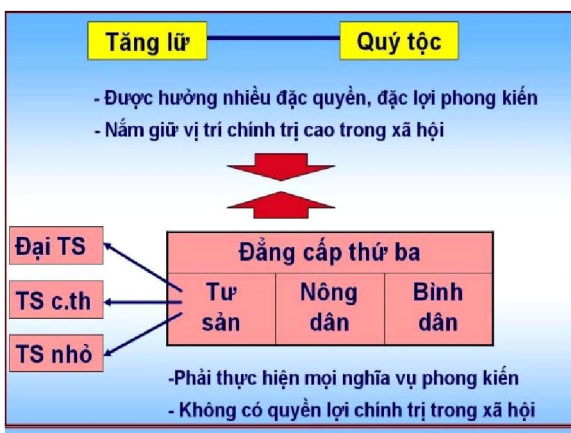 Tăng lữ
Quý tộc
- Được hưởng nhiều đặc quyền, đặc lợi phong kiến
- Nắm giữ vị trí chính trị cao trong xã hội
Đại TS
TS c.th
TS nhỏ
Đẳng cấp thứ ba
Tư sản
Nông dân
Bình dân
-Phải thực hiện mọi nghĩa vụ phong kiến
- Không có quyền lợi chính trị trong xã hội